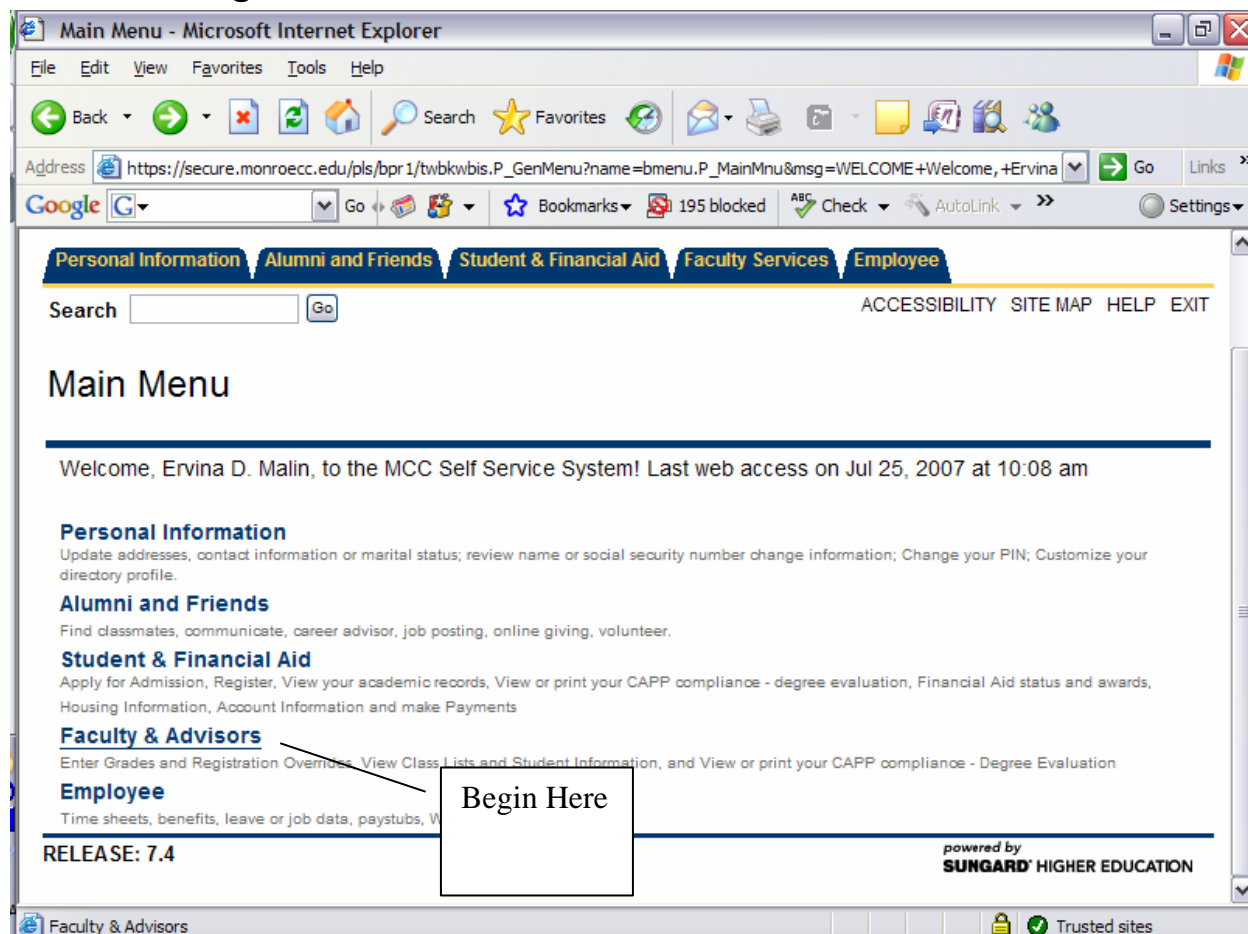 Main Menu - Microsoft Internet Explorer
File Edit View Favorites Tools Help
Back Search Favorites
Address https://secure.monroecc.edu/pls/bpr1/twbkwbis.P_GenMenu?name=bmenu.P_MainMnu&msg=WELCOME+Welcome,+Ervina Go Links »
Google G Go Bookmarks 195 blocked ABC Check AutoLink » Settings
Personal Information Alumni and Friends Student & Financial Aid Faculty Services Employee
Search Go ACCESSIBILITY SITE MAP HELP EXIT
Main Menu
Welcome, Ervina D. Malin, to the MCC Self Service System! Last web access on Jul 25, 2007 at 10:08 am
Personal Information
Update addresses, contact information or marital status; review name or social security number change information; Change your PIN; Customize your
directory profile.
Alumni and Friends
Find classmates, communicate, career advisor, job posting, online giving, volunteer.
Student & Financial Aid
Apply for Admission, Register, View your academic records, View or print your CAPP compliance - degree evaluation, Financial Aid status and awards,
Housing Information, Account Information and make Payments
Faculty & Advisors
Enter Grades and Registration Overrides, View Class Lists and Student Information, and View or print your CAPP compliance - Degree Evaluation
Employee
Time sheets, benefits, leave or job data, paystubs,
Begin Here
RELEASE: 7.4
powered by
SUNGARD' HIGHER EDUCATION
Faculty & Advisors Trusted sites